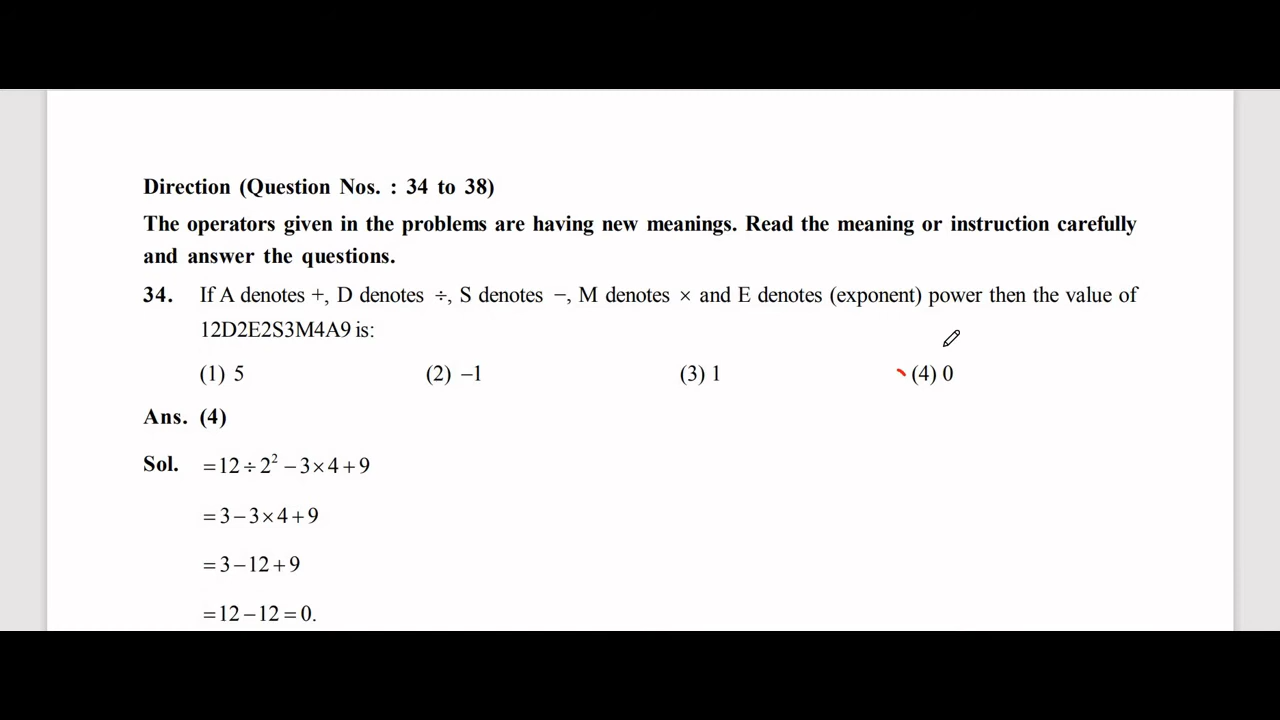 Direction (Question Nos. : 34 to 38)
The operators given in the problems are having new meanings. Read the meaning or instruction carefully
and answer the questions.
34. If A denotes +, D denotes ÷, S denotes −, M denotes × and E denotes (exponent) power then the value of
12D2E2S3M4A9 is:
(1) 5 (2) −1 (3) 1 (4) 0
Ans. (4)
Sol. = 12 ÷ 2² − 3 × 4 + 9
= 3 − 3 × 4 + 9
= 3 − 12 + 9
= 12 − 12 = 0.